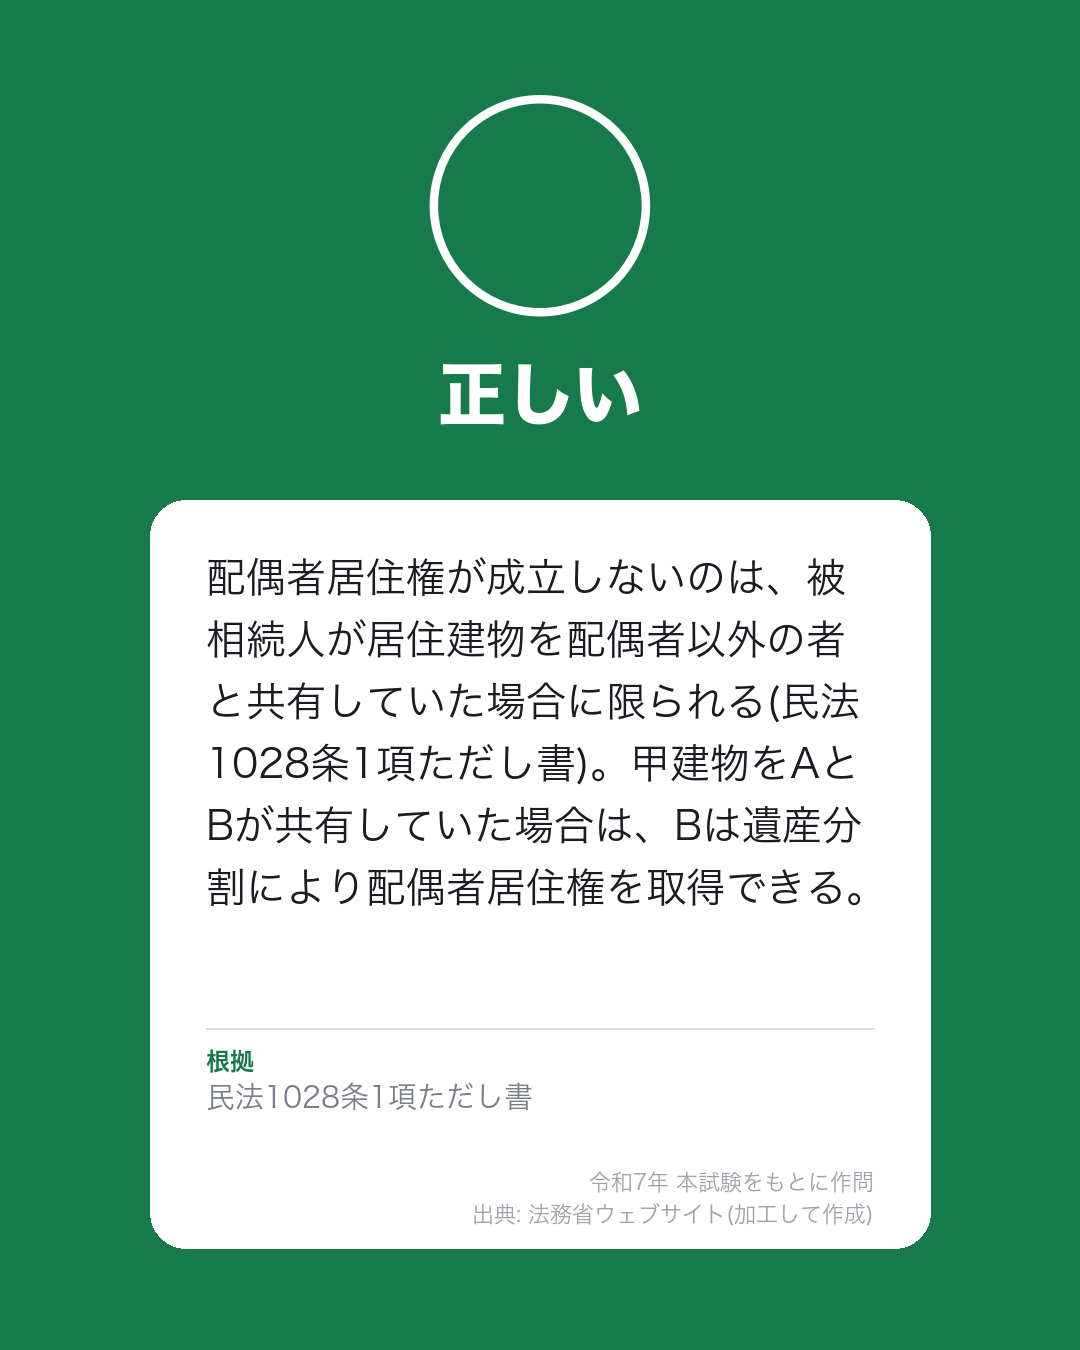 正しい
配偶者居住権が成立しないのは、被
相続人が居住建物を配偶者以外の者
と共有していた場合に限られる(民法
1028条1項ただし書)。甲建物をAと
Bが共有していた場合は、Bは遺産分
割により配偶者居住権を取得できる。
根拠
民法1028条1項ただし書
令和7年 本試験をもとに作問
出典: 法務省ウェブサイト(加工して作成)